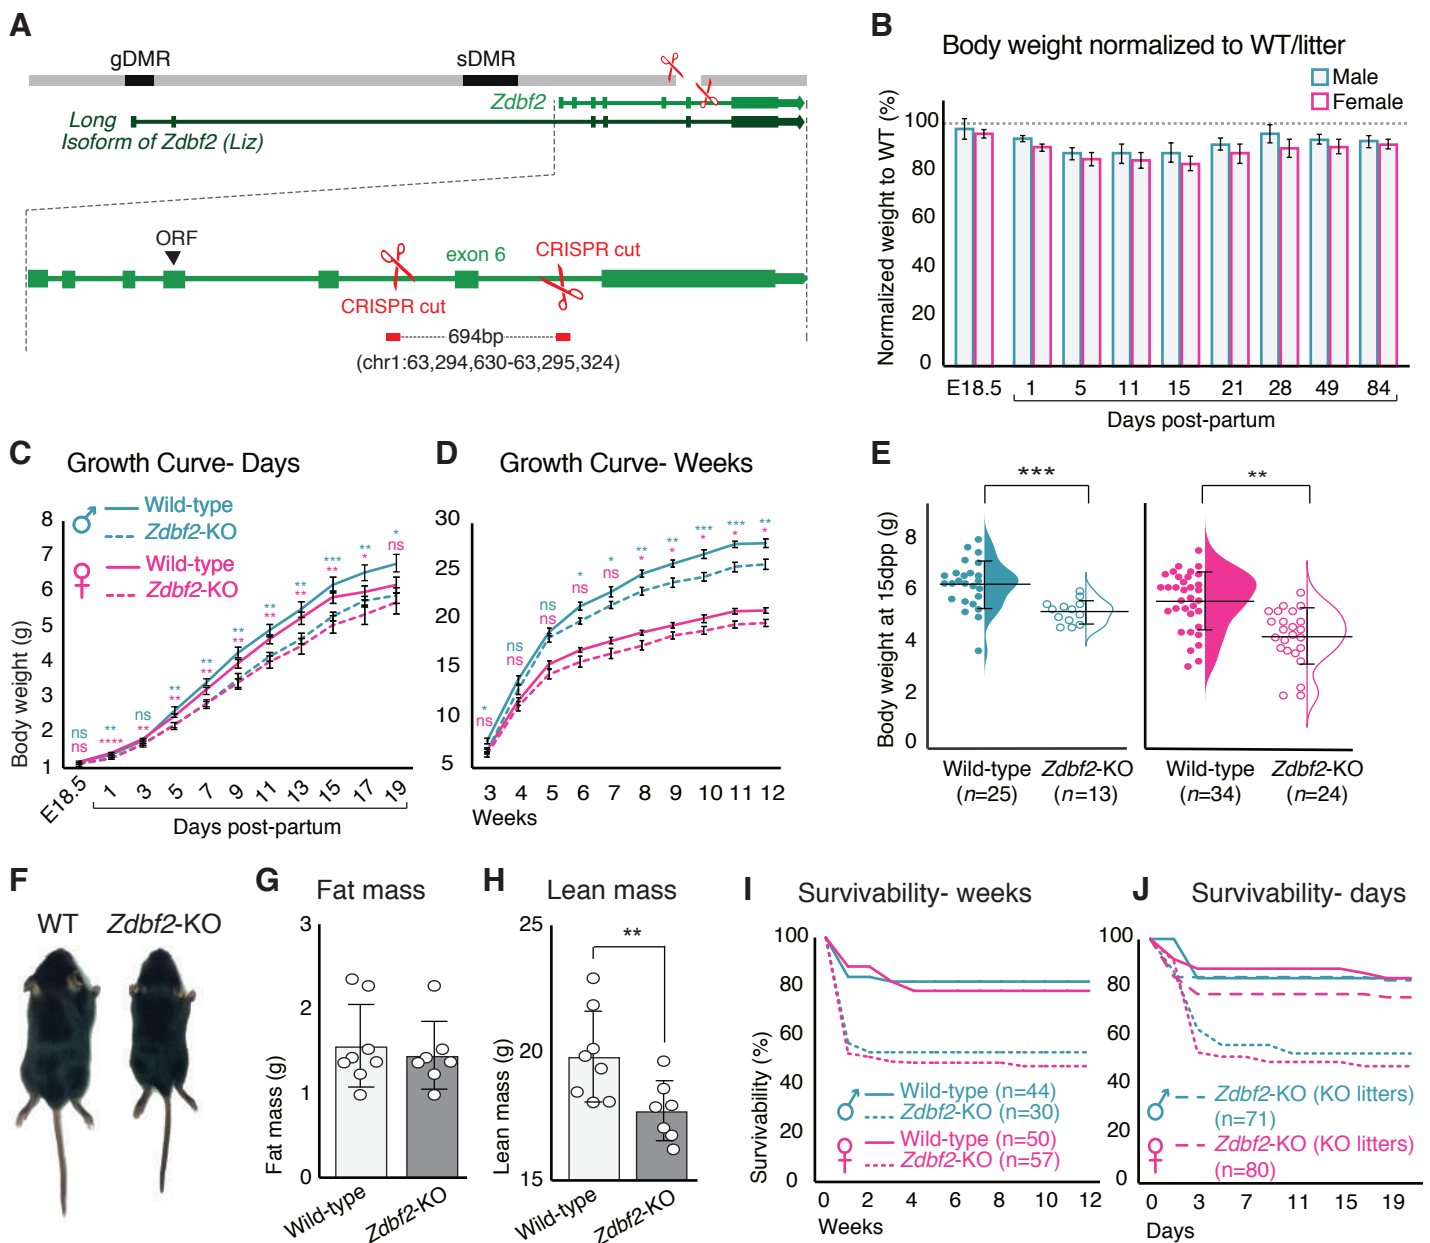 A
gDMR
sDMR
Zdbf2
Long
Isoform of Zdbf2 (Liz)
ORF
exon 6
CRISPR cut
CRISPR cut
694bp
(chr1:63,294,630-63,295,324)
B
Body weight normalized to WT/litter
Male
Female
Normalized weight to WT (%)
100
80
60
40
20
0
E18.5
1
5
11
15
21
28
49
84
Days post-partum
C
Growth Curve- Days
Wild-type
Zdbf2-KO
Wild-type
Zdbf2-KO
Body weight (g)
8
7
6
5
4
3
2
1
ns
ns
**
****
ns
**
**
**
**
**
**
**
**
**
**
**
***
**
**
*
*
ns
E18.5
1
3
5
7
9
11
13
15
17
19
Days post-partum
D
Growth Curve- Weeks
30
25
20
15
10
5
*
ns
ns
ns
ns
ns
*
ns
*
ns
**
*
**
*
***
*
***
*
**
*
3
4
5
6
7
8
9
10
11
12
Weeks
E
***
**
Body weight at 15dpp (g)
8
6
4
2
0
Wild-type
(n=25)
Zdbf2-KO
(n=13)
Wild-type
(n=34)
Zdbf2-KO
(n=24)
F
WT
Zdbf2-KO
G
Fat mass
Fat mass (g)
3
2
1
0
Wild-type
Zdbf2-KO
H
Lean mass
**
Lean mass (g)
25
20
15
Wild-type
Zdbf2-KO
I
Survivability- weeks
Survivability (%)
100
80
60
40
20
0
Wild-type (n=44)
Zdbf2-KO (n=30)
Wild-type (n=50)
Zdbf2-KO (n=57)
0
2
4
6
8
10
12
Weeks
J
Survivability- days
100
80
60
40
20
0
Zdbf2-KO (KO litters)
(n=71)
Zdbf2-KO (KO litters)
(n=80)
0
3
7
11
15
19
Days